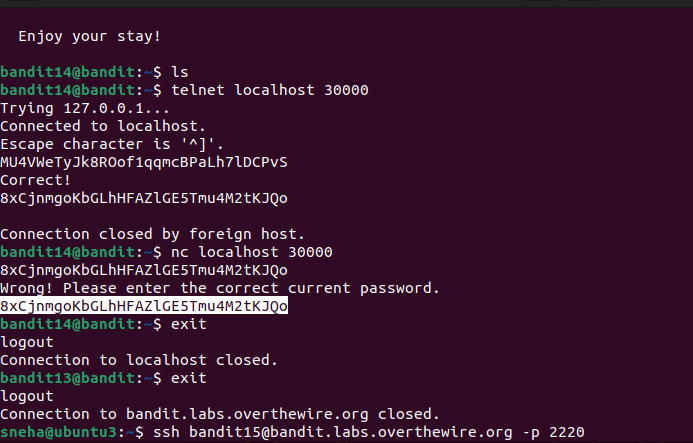 Enjoy your stay!
bandit14@bandit:~$ ls
bandit14@bandit:~$ telnet localhost 30000
Trying 127.0.0.1...
Connected to localhost.
Escape character is '^]'.
MU4VWeTyJk8ROof1qqmcBPaLh7lDCPvS
Correct!
8xCjnmgoKbGLhHFAZlGE5Tmu4M2tKJQo
Connection closed by foreign host.
bandit14@bandit:~$ nc localhost 30000
8xCjnmgoKbGLhHFAZlGE5Tmu4M2tKJQo
Wrong! Please enter the correct current password.
8xCjnmgoKbGLhHFAZlGE5Tmu4M2tKJQo
bandit14@bandit:~$ exit
logout
Connection to localhost closed.
bandit13@bandit:~$ exit
logout
Connection to bandit.labs.overthewire.org closed.
sneha@ubuntu3:~$ ssh bandit15@bandit.labs.overthewire.org -p 2220